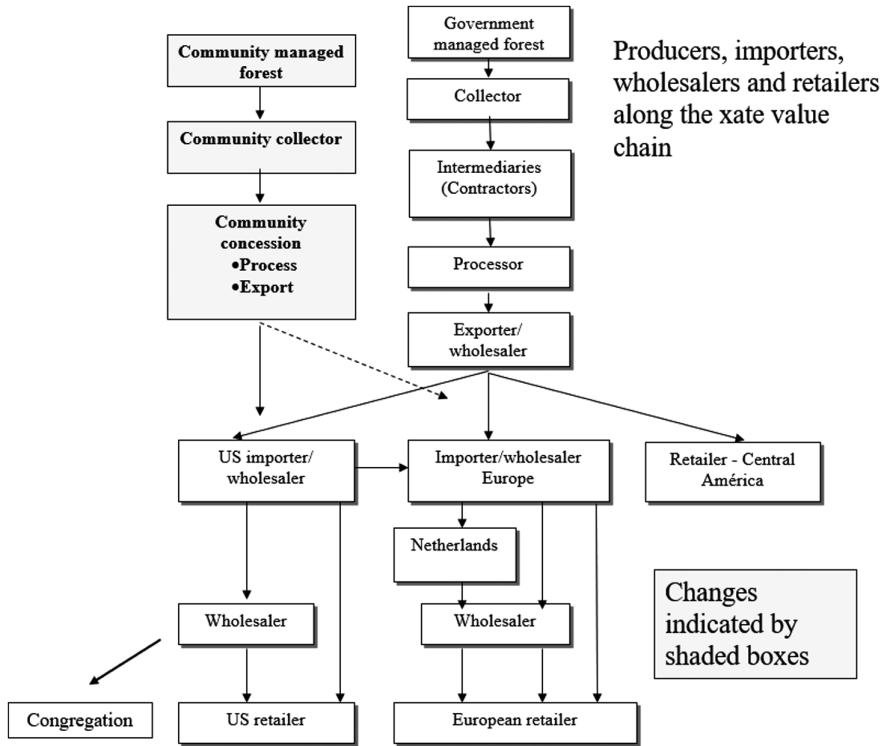 Community managed
forest
Community collector
Community
concession
•Process
•Export
Government
managed forest
Collector
Intermediaries
(Contractors)
Processor
Exporter/
wholesaler
Producers, importers,
wholesalers and retailers
along the xate value
chain
US importer/
wholesaler
Importer/wholesaler
Europe
Retailer - Central
América
Netherlands
Wholesaler
Wholesaler
Changes
indicated by
shaded boxes
Congregation
US retailer
European retailer